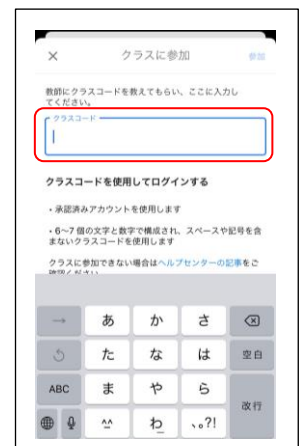 クラスに参加
参加
教師にクラスコードを教えてもらい、ここに入力し
てください。
クラスコード
クラスコードを使用してログインする
・承認済みアカウントを使用します
・6～7 個の文字と数字で構成され、スペースや記号を含
まないクラスコードを使用します
クラスに参加できない場合はヘルプセンターの記事をご
確認ください
→ あ か さ
た な は 空白
ABC ま や ら
^^ わ 、。?! 改行